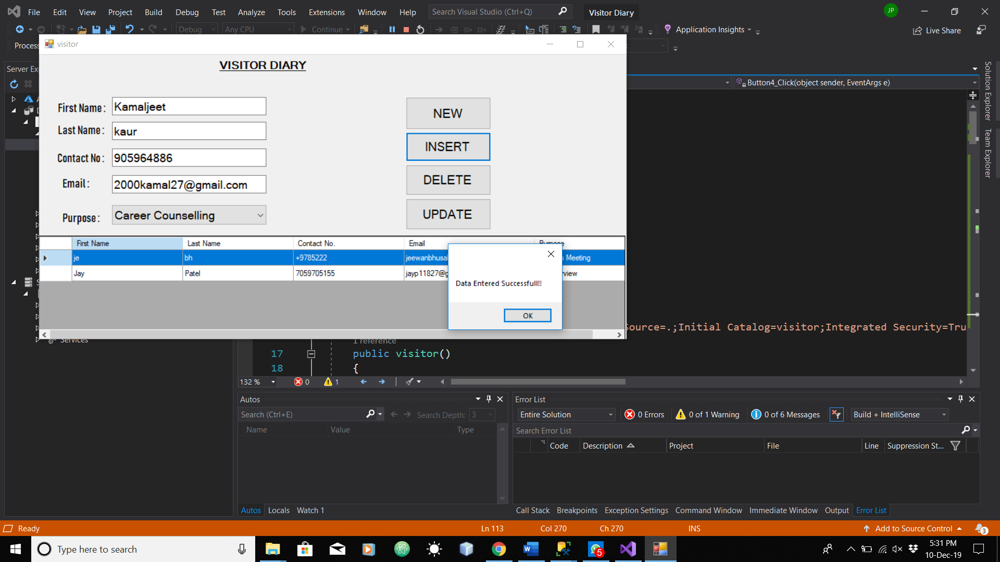 File Edit View Project Build Debug Test Analyze Tools Extensions Window Help Search Visual Studio (Ctrl+Q) Visitor Diary JP
Debug Any CPU Continue Application Insights Live Share
Process
visitor
VISITOR DIARY
Server Ex
Button4_Click(object sender, EventArgs e)
Solution Explorer
Team Explorer
First Name : Kamaljeet
Last Name : kaur
Contact No : 905964886
Email : 2000kamal27@gmail.com
Purpose : Career Counselling
NEW
INSERT
DELETE
UPDATE
First Name Last Name Contact No. Email Purpose
je bh +9785222 jeewanbhusal s Meeting
Jay Patel 7059705155 jayp11827@g rview
Data Entered Successfull!!
OK
Source=.;Initial Catalog=visitor;Integrated Security=Tru
Services
1 reference
17 public visitor()
18 {
132 % 0 1
Autos
Search (Ctrl+E) Search Depth: 3
Name Value Type
Autos Locals Watch 1
Error List
Entire Solution 0 Errors 0 of 1 Warning 0 of 6 Messages Build + IntelliSense
Search Error List
Code Description Project File Line Suppression St...
Call Stack Breakpoints Exception Settings Command Window Immediate Window Output Error List
Ready Ln 113 Col 270 Ch 270 INS Add to Source Control 3
Type here to search
5
5:31 PM
10-Dec-19